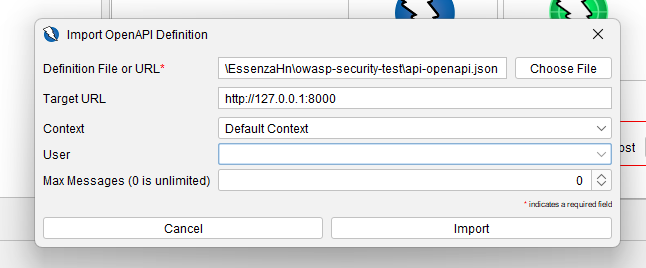 Import OpenAPI Definition
Definition File or URL* \EssenzaHn\owasp-security-test\api-openapi.json Choose File
Target URL http://127.0.0.1:8000
Context Default Context
User
ost
Max Messages (0 is unlimited) 0
* indicates a required field
Cancel Import